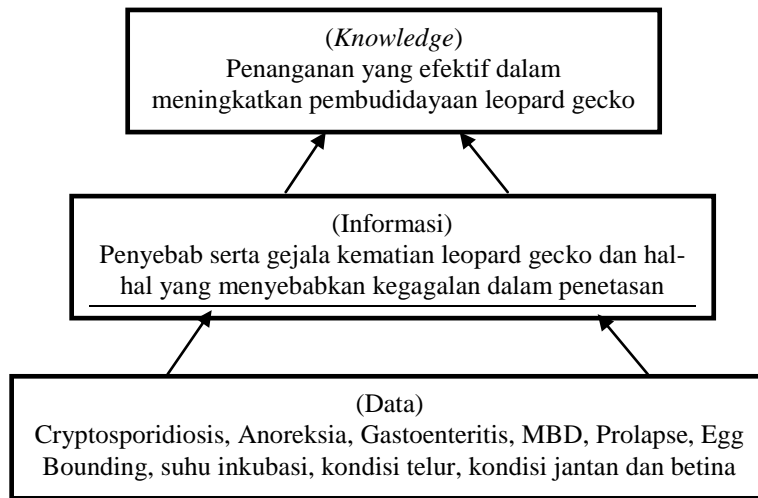 (Knowledge)
Penanganan yang efektif dalam
meningkatkan pembudidayaan leopard gecko
(Informasi)
Penyebab serta gejala kematian leopard gecko dan hal-
hal yang menyebabkan kegagalan dalam penetasan
(Data)
Cryptosporidiosis, Anoreksia, Gastoenteritis, MBD, Prolapse, Egg
Bounding, suhu inkubasi, kondisi telur, kondisi jantan dan betina